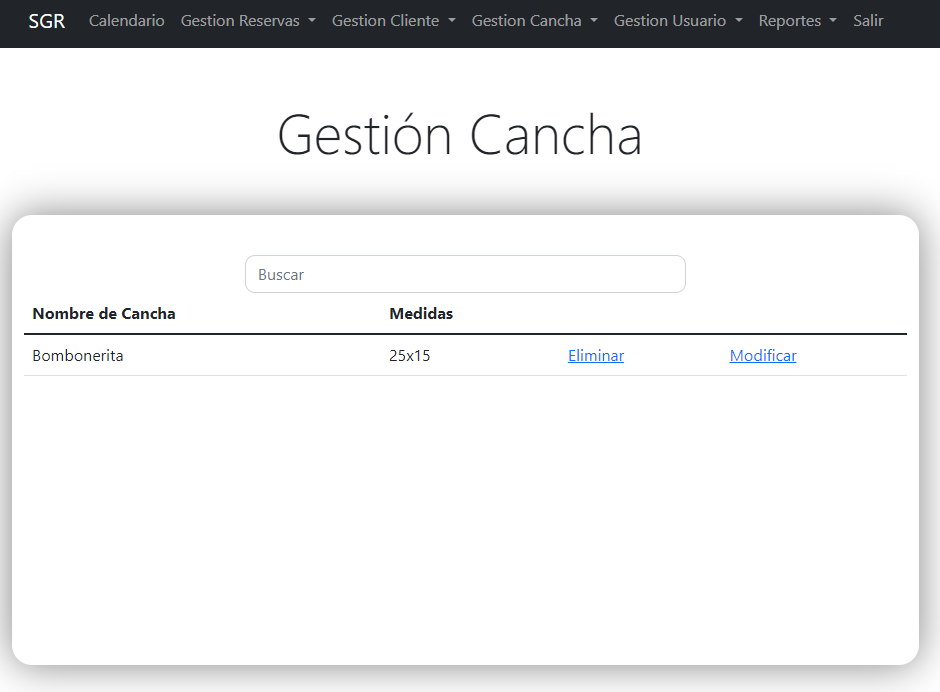 SGR Calendario Gestion Reservas Gestion Cliente Gestion Cancha Gestion Usuario Reportes Salir
Gestión Cancha
Buscar
Nombre de Cancha Medidas
Bombonerita 25x15 Eliminar Modificar